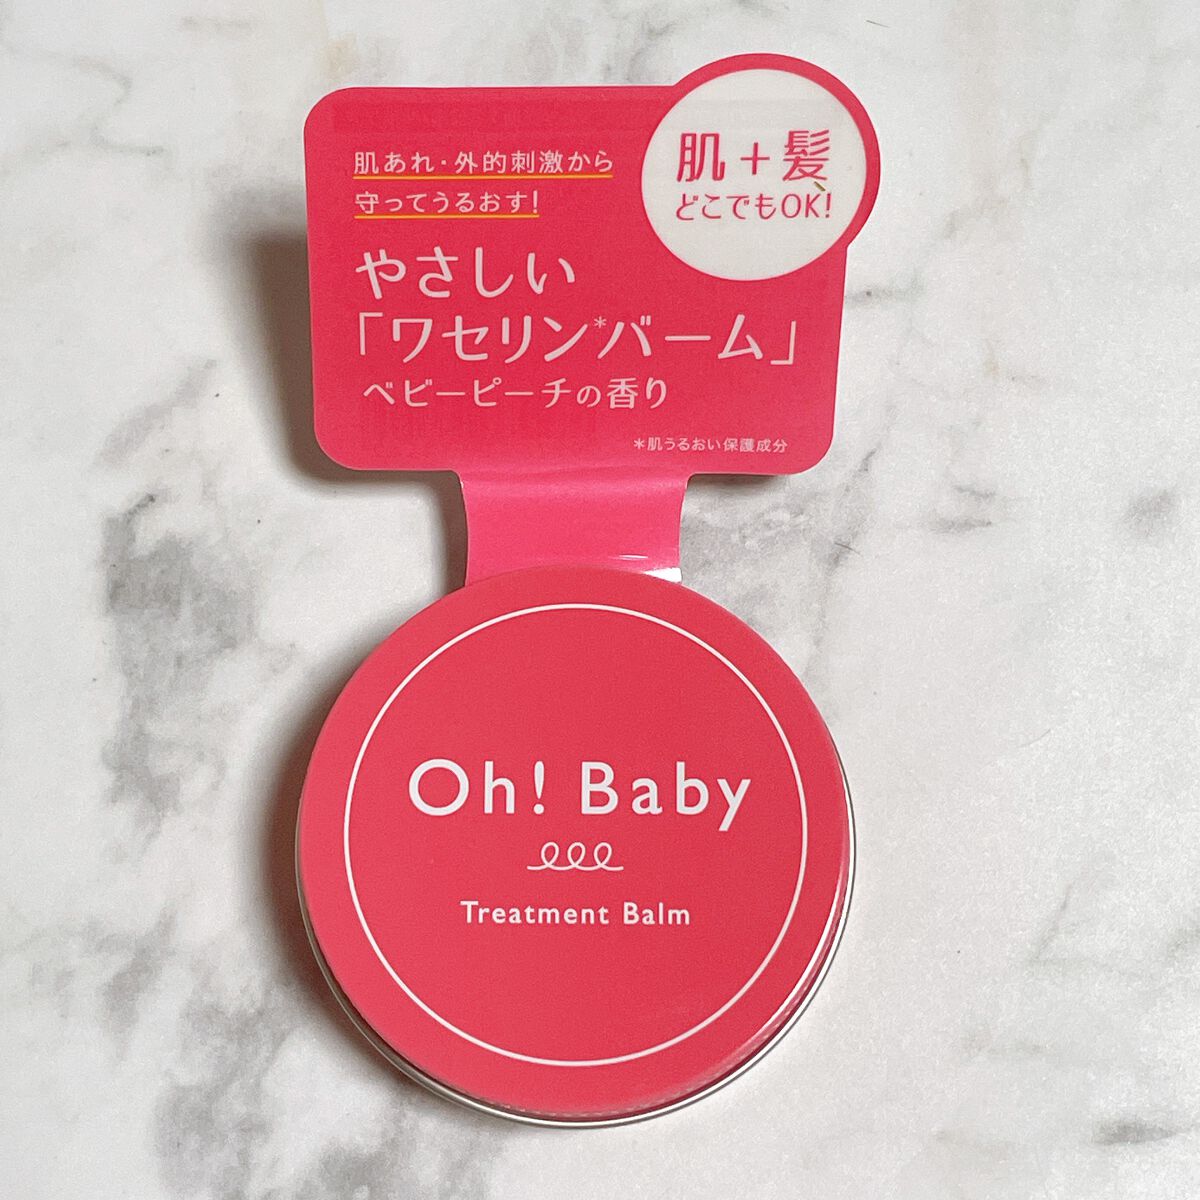 肌あれ・外的刺激から
守ってうるおす!
肌+髪
どこでもOK!
やさしい
「ワセリン*バーム」
ベビーピーチの香り
*肌うるおい保護成分
Oh! Baby
Treatment Balm